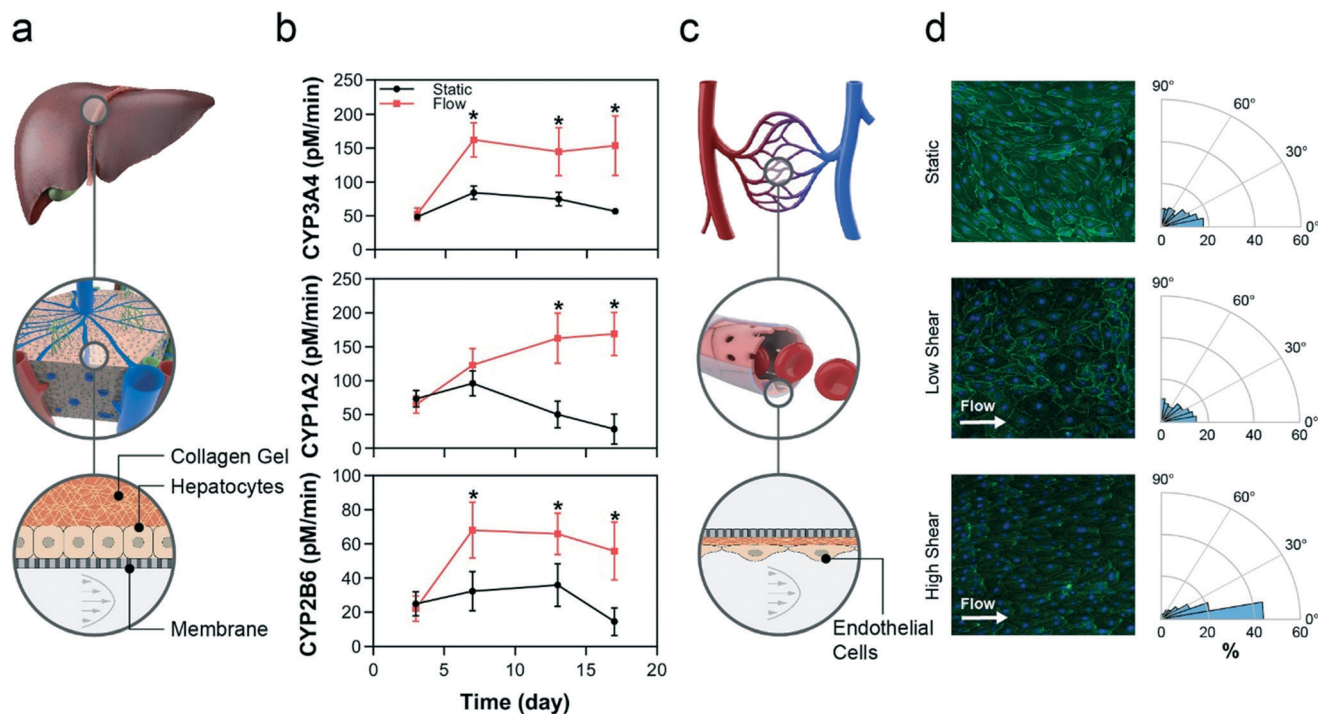 a
b
c
d
Collagen Gel
Hepatocytes
Membrane
CYP3A4 (pM/min)
250
200
150
100
50
0
Static
Flow
*
*
*
CYP1A2 (pM/min)
250
200
150
100
50
0
*
*
CYP2B6 (pM/min)
100
80
60
40
20
0
*
*
*
0
5
10
15
20
Time (day)
Endothelial
Cells
Static
90°
60°
30°
0°
0
20
40
60
Low Shear
Flow
90°
60°
30°
0°
0
20
40
60
High Shear
Flow
90°
60°
30°
0°
0
20
40
60
%